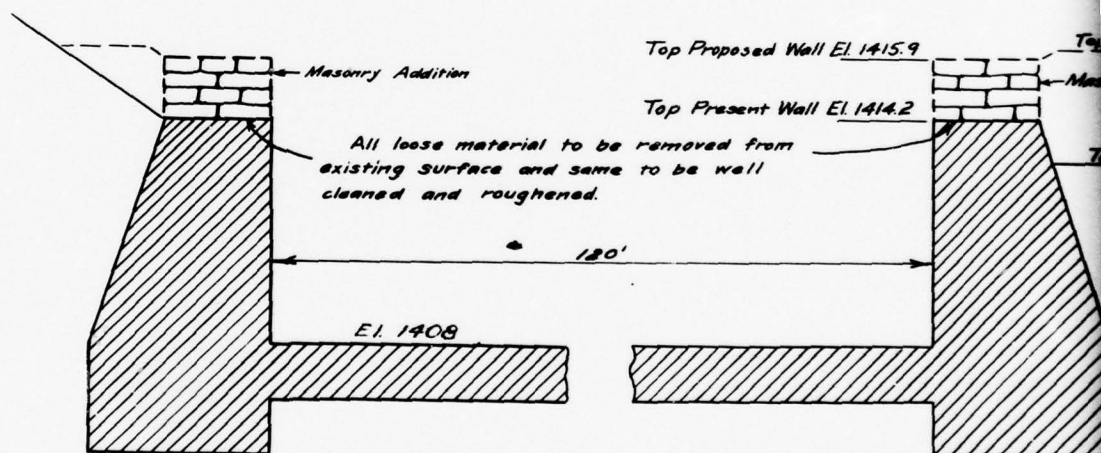 Top Proposed Wall El. 1415.9
Masonry Addition
Top Present Wall El. 1414.2
All loose material to be removed from
existing surface and same to be well
cleaned and roughened.
120'
El. 1408